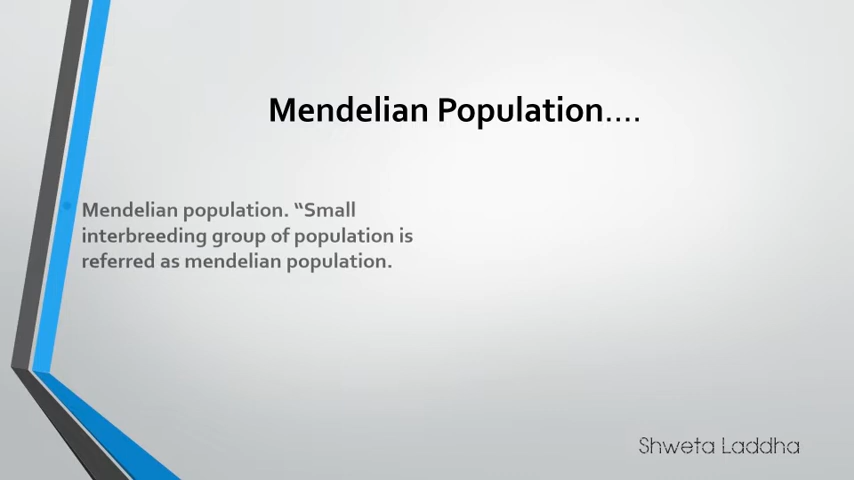 Mendelian Population....
Mendelian population. “Small
interbreeding group of population is
referred as mendelian population.
Shweta Laddha